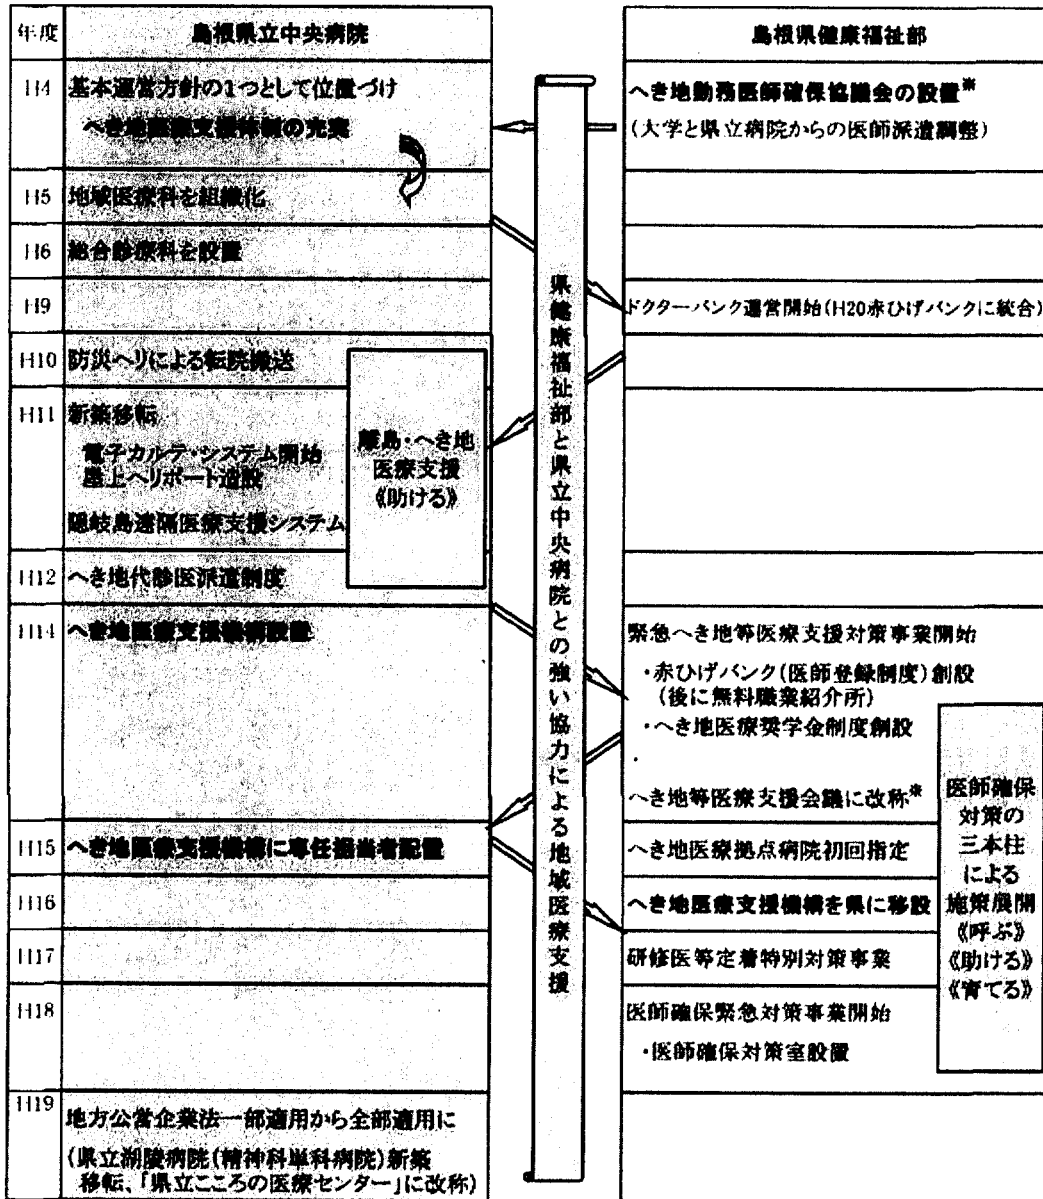 年度 島根県立中央病院 島根県健康福祉部
H4 基本運営方針の1つとして位置づけ
へき地医療支援体制の充実
へき地勤務医師確保協議会の設置※
(大学と県立病院からの医師派遣調整)
H5 地域医療科を組織化
H6 総合診療科を設置
H9 ドクターバンク運営開始(H20赤ひげバンクに統合)
H10 防災ヘリによる転院搬送
H11 新築移転
電子カルテ・システム開始
屋上ヘリポート造設
隠岐島遠隔医療支援システム
離島・へき地
医療支援
《助ける》
H12 へき地代診医派遣制度
H14 へき地医療支援機構設置
緊急へき地等医療支援対策事業開始
・赤ひげバンク(医師登録制度)創設
(後に無料職業紹介所)
・へき地医療奨学金制度創設
へき地等医療支援会議に改称※
H15 へき地医療支援機構に専任担当者配置 へき地医療拠点病院初回指定
H16 へき地医療支援機構を県に移設
H17 研修医等定着特別対策事業
H18 医師確保緊急対策事業開始
・医師確保対策室設置
医師確保
対策の
三本柱
による
施策展開
《呼ぶ》
《助ける》
《育てる》
H19 地方公営企業法一部適用から全部適用に
(県立湖陵病院(精神科単科病院)新築
移転、「県立こころの医療センター」に改称)
県健康福祉部と県立中央病院との強い協力による地域医療支援